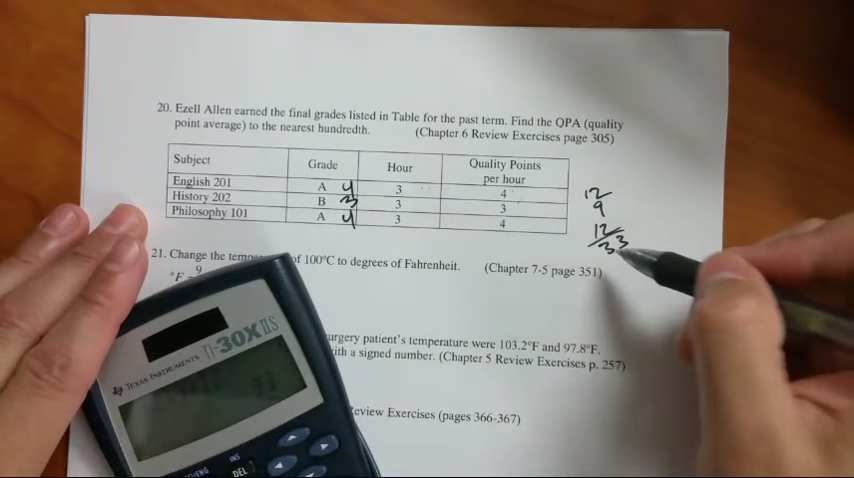 20. Ezell Allen earned the final grades listed in Table for the past term. Find the QPA (quality
point average) to the nearest hundredth. (Chapter 6 Review Exercises page 305)
Subject Grade Hour Quality Points
per hour
English 201 A 4 3 4
History 202 B 3 3 3
Philosophy 101 A 4 3 4
12
9
12
33
21. Change the of 100°C to degrees of Fahrenheit. (Chapter 7-5 page 351)
°F 9
urgery patient's temperature were 103.2°F and 97.8°F.
ith a signed number. (Chapter 5 Review Exercises p. 257)
eview Exercises (pages 366-367)
TEXAS INSTRUMENTS TI-30X IIS
33
INS
DEL